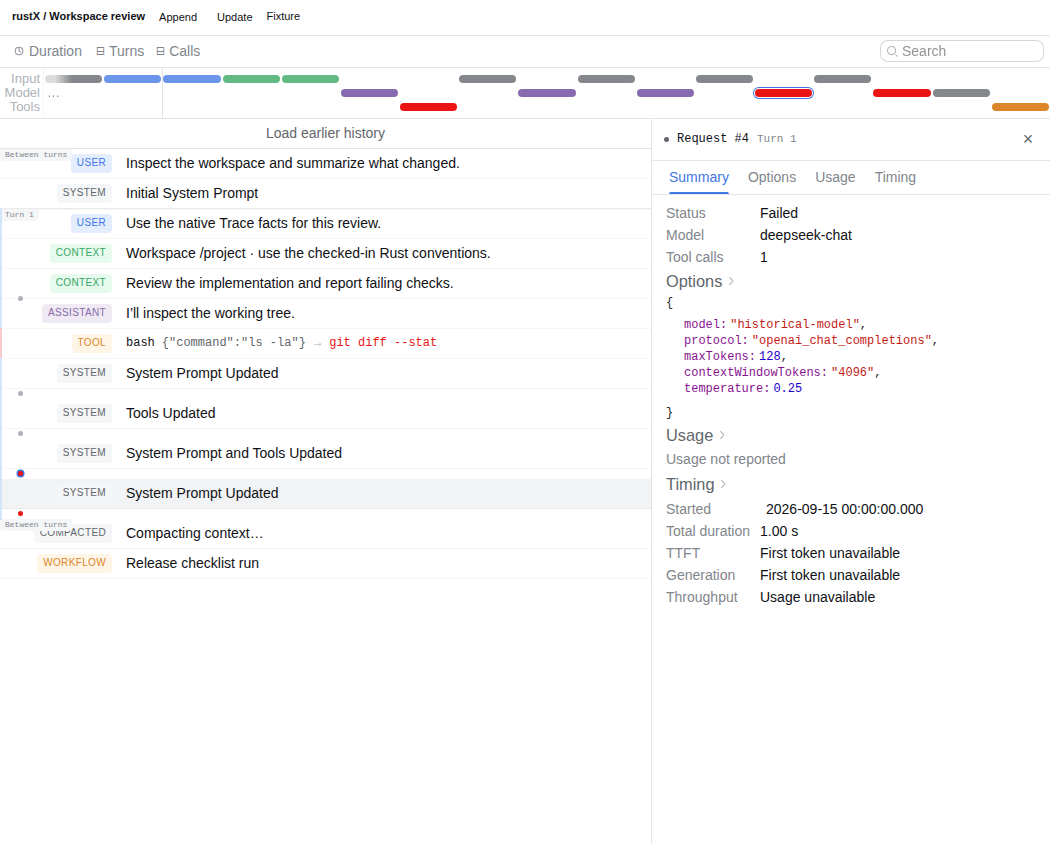 rustX / Workspace review Append Update Fixture
Duration Turns Calls Search
Input
Model ...
Tools
Load earlier history
Between turns
USER Inspect the workspace and summarize what changed.
SYSTEM Initial System Prompt
Turn 1
USER Use the native Trace facts for this review.
CONTEXT Workspace /project · use the checked-in Rust conventions.
CONTEXT Review the implementation and report failing checks.
ASSISTANT I'll inspect the working tree.
TOOL bash {"command":"ls -la"} → git diff --stat
SYSTEM System Prompt Updated
SYSTEM Tools Updated
SYSTEM System Prompt and Tools Updated
SYSTEM System Prompt Updated
Between turns
COMPACTED Compacting context…
WORKFLOW Release checklist run
Request #4 Turn 1 ×
Summary Options Usage Timing
Status Failed
Model deepseek-chat
Tool calls 1
Options
{
model: "historical-model",
protocol: "openai_chat_completions",
maxTokens: 128,
contextWindowTokens: "4096",
temperature: 0.25
}
Usage
Usage not reported
Timing
Started 2026-09-15 00:00:00.000
Total duration 1.00 s
TTFT First token unavailable
Generation First token unavailable
Throughput Usage unavailable